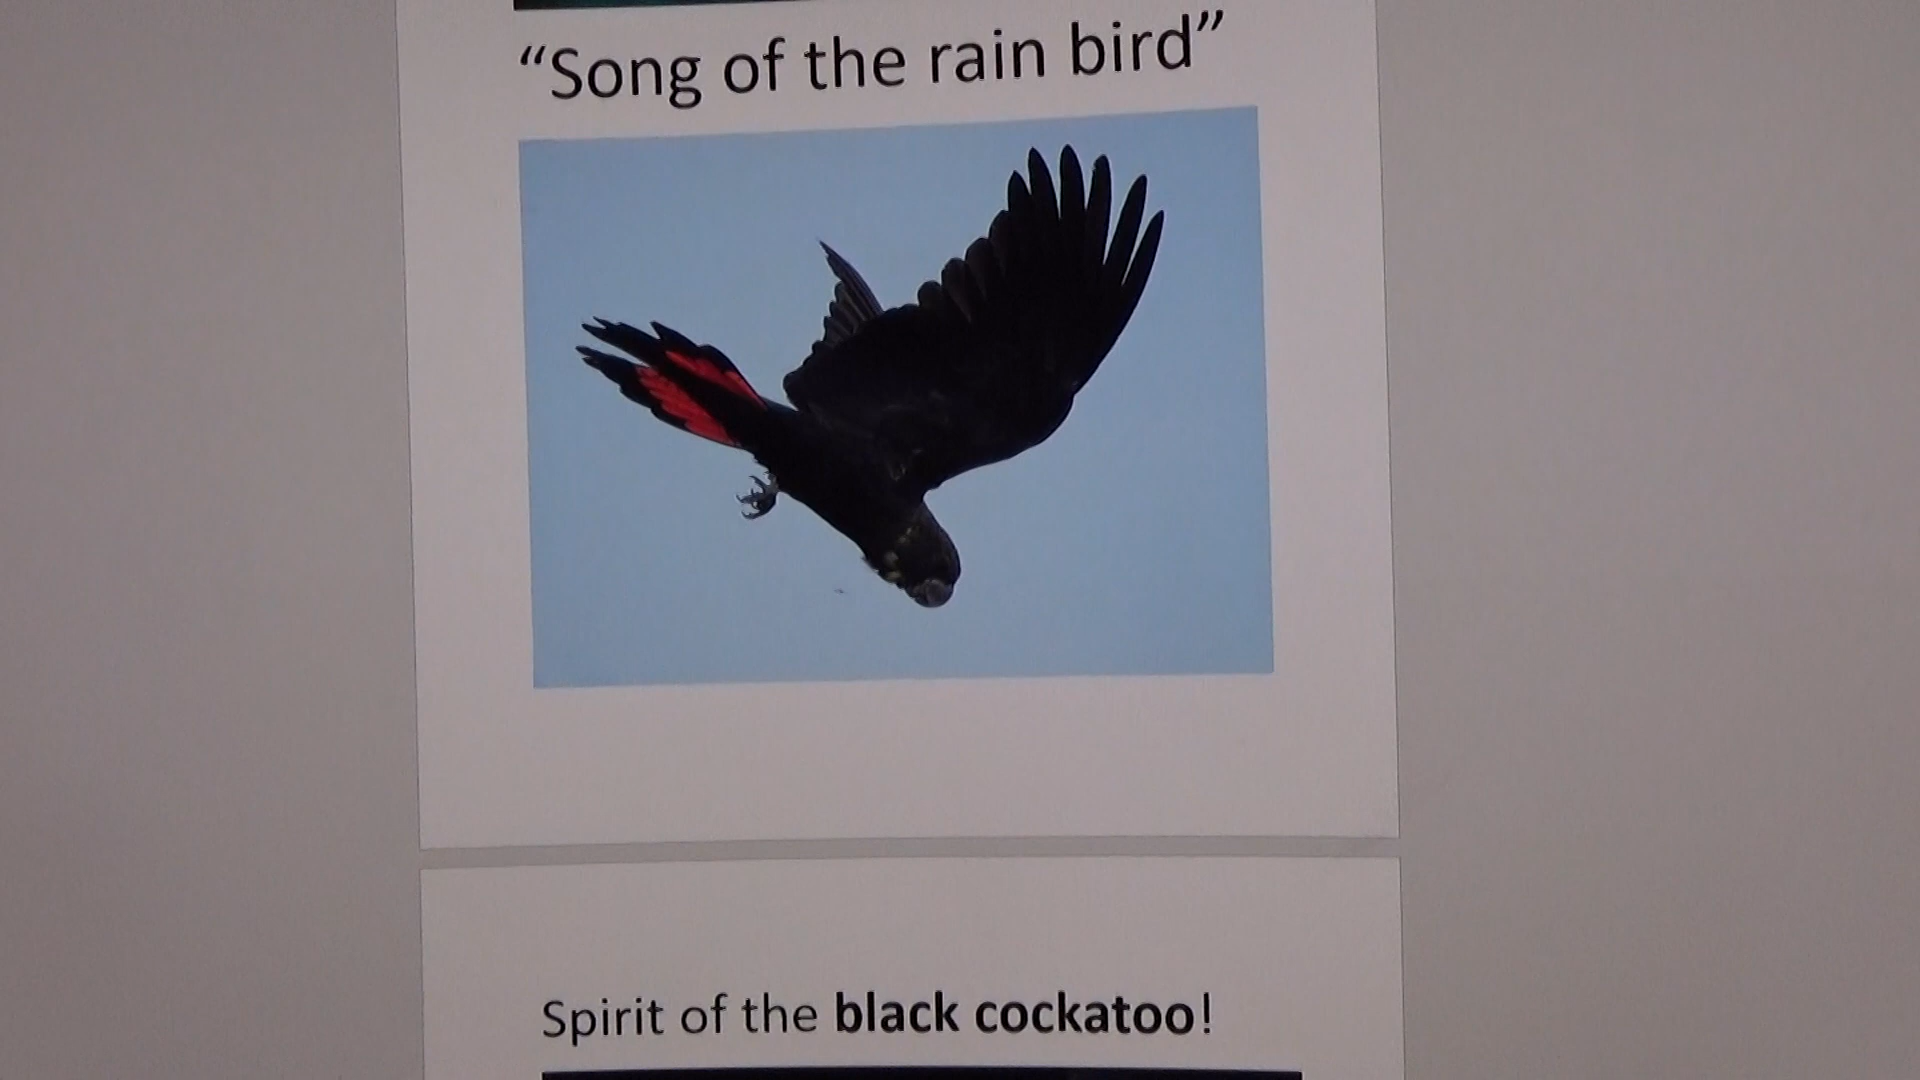 “Song of the rain bird”
Spirit of the black cockatoo!